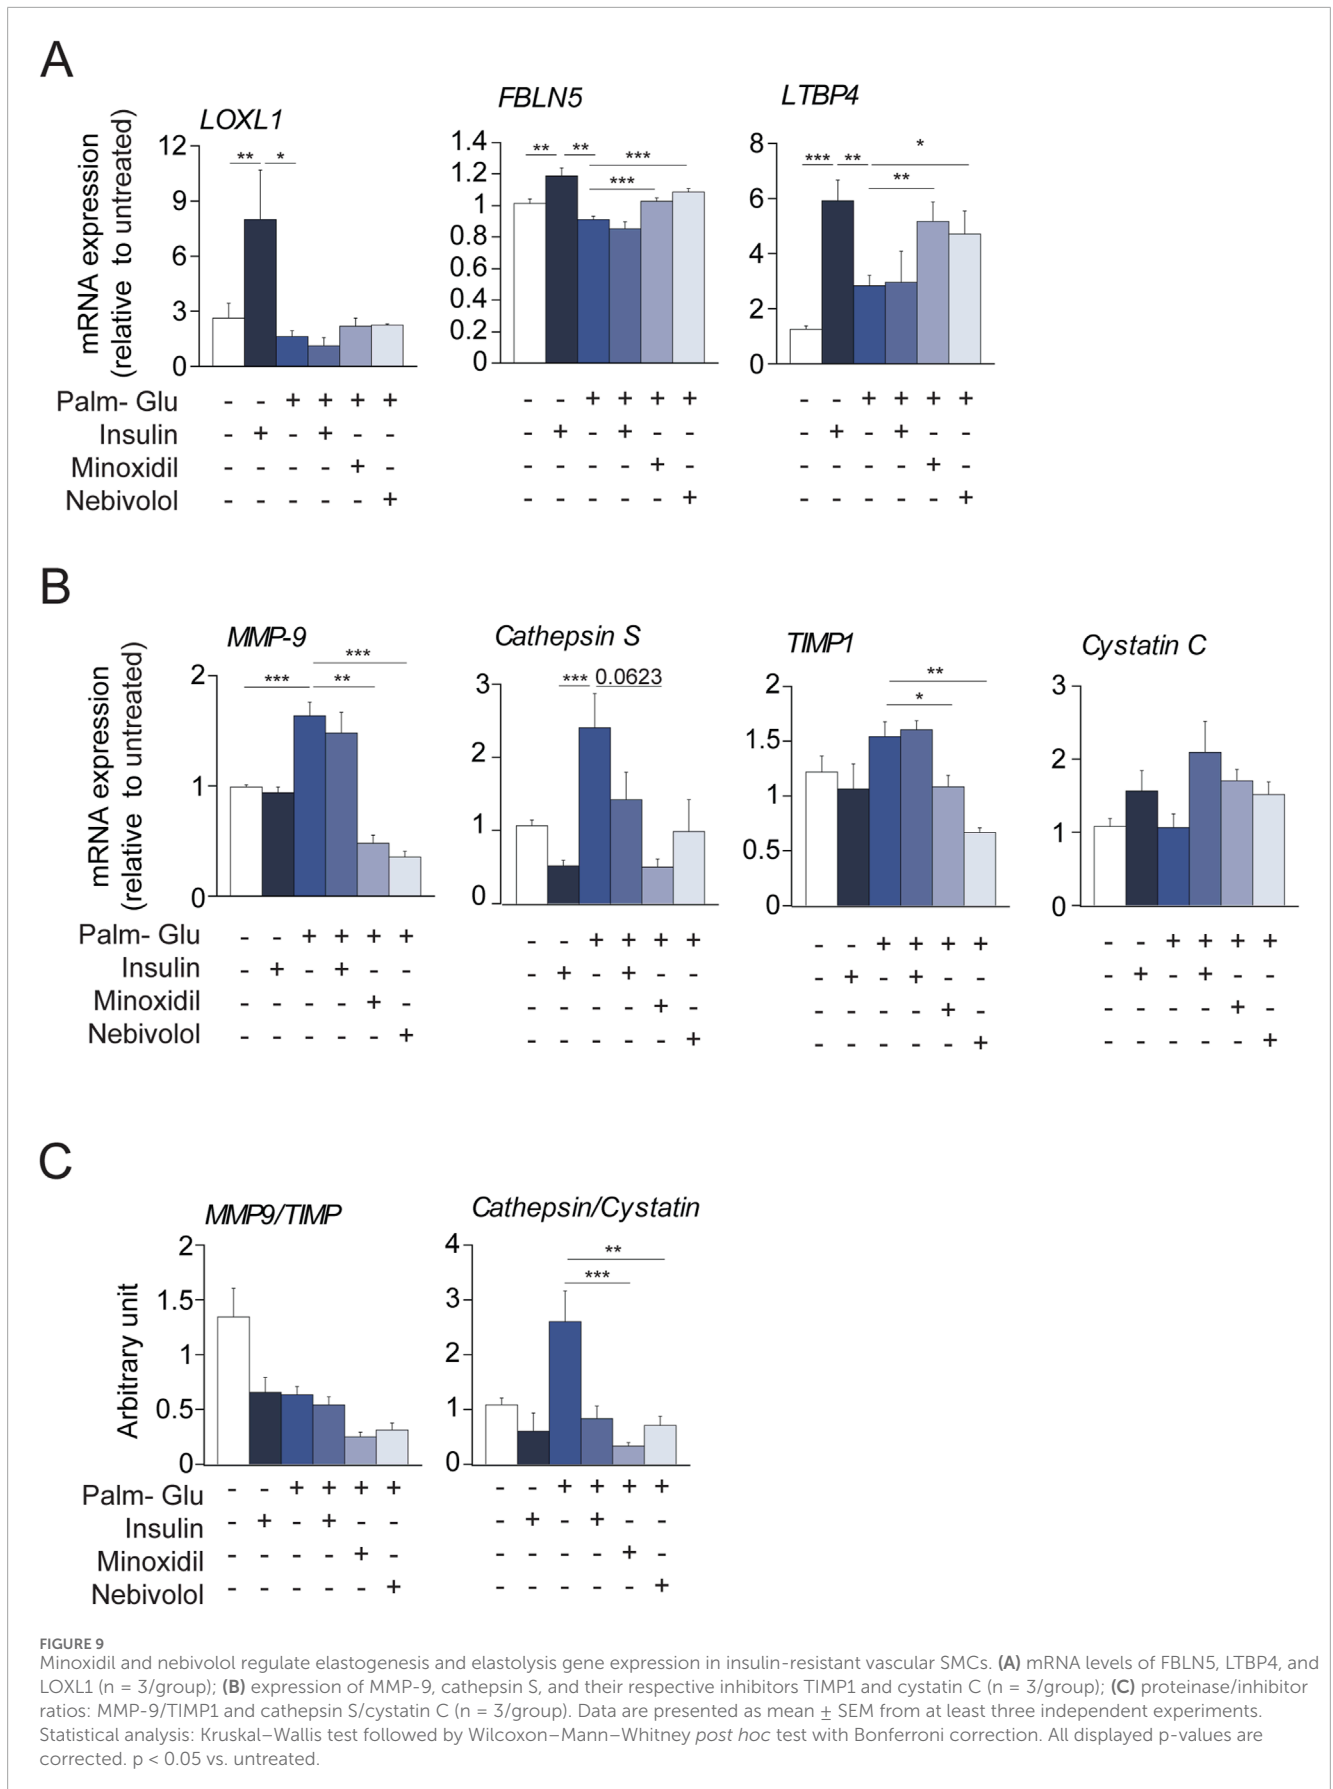 A
LOXL1
FBLN5
LTBP4
mRNA expression
(relative to untreated)
12
9
6
3
0
** *
1.4
1.2
1
0.8
0.6
0.4
0.2
0
** ** ***
***
8
6
4
2
0
*** ** *
**
Palm- Glu - - + + + + - - + + + + - - + + + +
Insulin - + - + - - - + - + - - - + - + - -
Minoxidil - - - - + - - - - - + - - - - - + -
Nebivolol - - - - - + - - - - - + - - - - - +
B
MMP-9
Cathepsin S
TIMP1
Cystatin C
mRNA expression
(relative to untreated)
2
1
0
***
*** **
3
2
1
0
*** 0.0623
2
1.5
1
0.5
0
**
*
3
2
1
0
Palm- Glu - - + + + + - - + + + + - - + + + + - - + + + +
Insulin - + - + - - - + - + - - - + - + - - - + - + - -
Minoxidil - - - - + - - - - - + - - - - - + - - - - - + -
Nebivolol - - - - - + - - - - - + - - - - - + - - - - - +
C
MMP9/TIMP
Cathepsin/Cystatin
Arbitrary unit
2
1.5
1
0.5
0
4
3
2
1
0
**
***
Palm- Glu - - + + + + - - + + + +
Insulin - + - + - - - + - + - -
Minoxidil - - - - + - - - - - + -
Nebivolol - - - - - + - - - - - +
FIGURE 9
Minoxidil and nebivolol regulate elastogenesis and elastolysis gene expression in insulin-resistant vascular SMCs. (A) mRNA levels of FBLN5, LTBP4, and
LOXL1 (n = 3/group); (B) expression of MMP-9, cathepsin S, and their respective inhibitors TIMP1 and cystatin C (n = 3/group); (C) proteinase/inhibitor
ratios: MMP-9/TIMP1 and cathepsin S/cystatin C (n = 3/group). Data are presented as mean ± SEM from at least three independent experiments.
Statistical analysis: Kruskal–Wallis test followed by Wilcoxon–Mann–Whitney post hoc test with Bonferroni correction. All displayed p-values are
corrected. p < 0.05 vs. untreated.